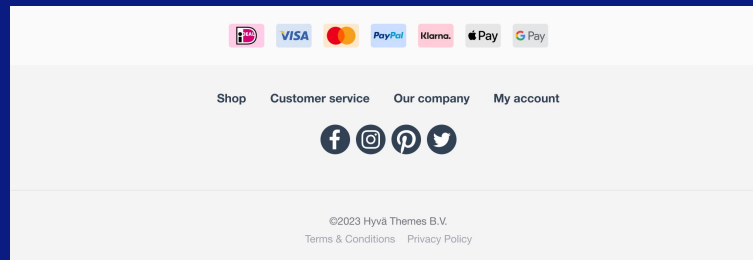 iDEAL VISA PayPal Klarna. Pay G Pay
Shop Customer service Our company My account
©2023 Hyvä Themes B.V.
Terms & Conditions Privacy Policy